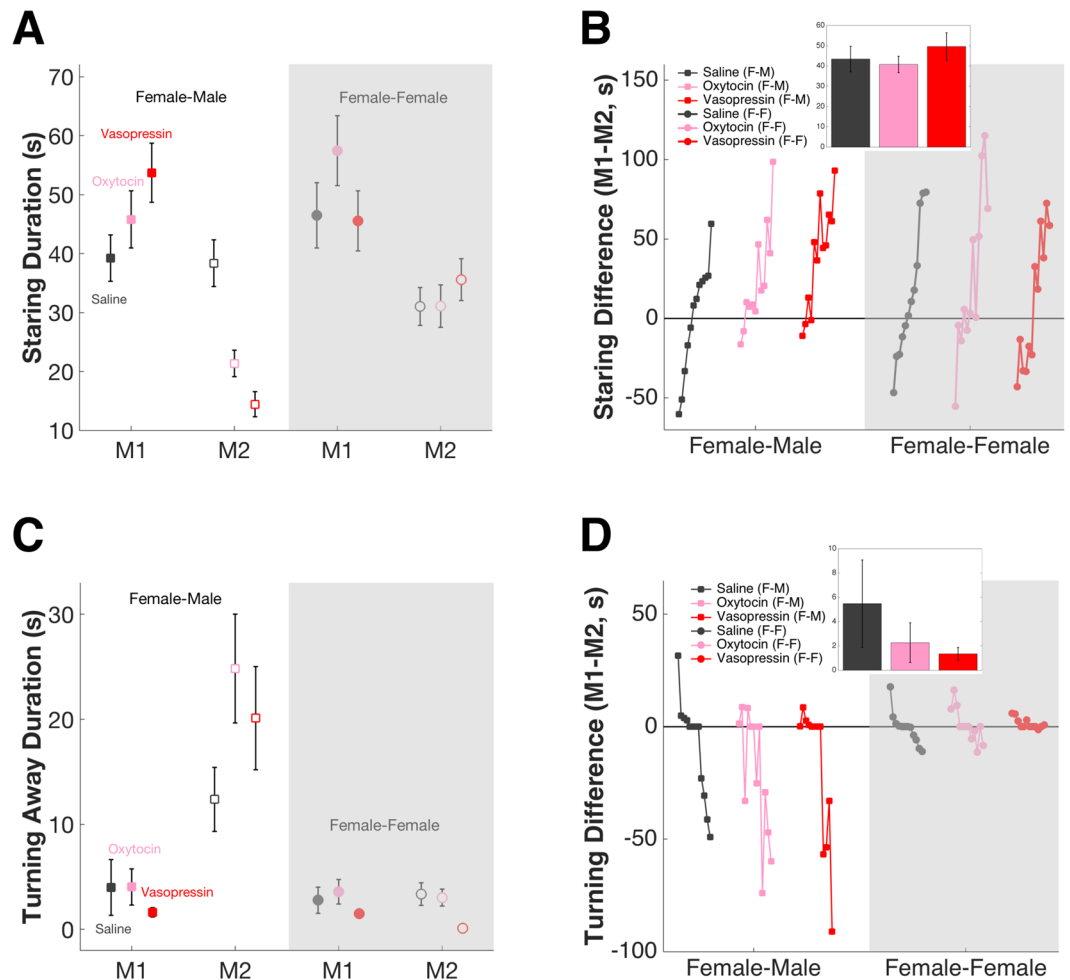 A
Staring Duration (s)
70
60
50
40
30
20
10
Female-Male
Female-Female
Vasopressin
Oxytocin
Saline
M1
M2
M1
M2
B
Staring Difference (M1-M2, s)
150
100
50
0
-50
Saline (F-M)
Oxytocin (F-M)
Vasopressin (F-M)
Saline (F-F)
Oxytocin (F-F)
Vasopressin (F-F)
60
50
40
30
20
10
0
Female-Male
Female-Female
C
Turning Away Duration (s)
30
20
10
0
Female-Male
Female-Female
Oxytocin
Vasopressin
Saline
M1
M2
M1
M2
D
Turning Difference (M1-M2, s)
50
0
-50
-100
Saline (F-M)
Oxytocin (F-M)
Vasopressin (F-M)
Saline (F-F)
Oxytocin (F-F)
Vasopressin (F-F)
10
8
6
4
2
0
Female-Male
Female-Female